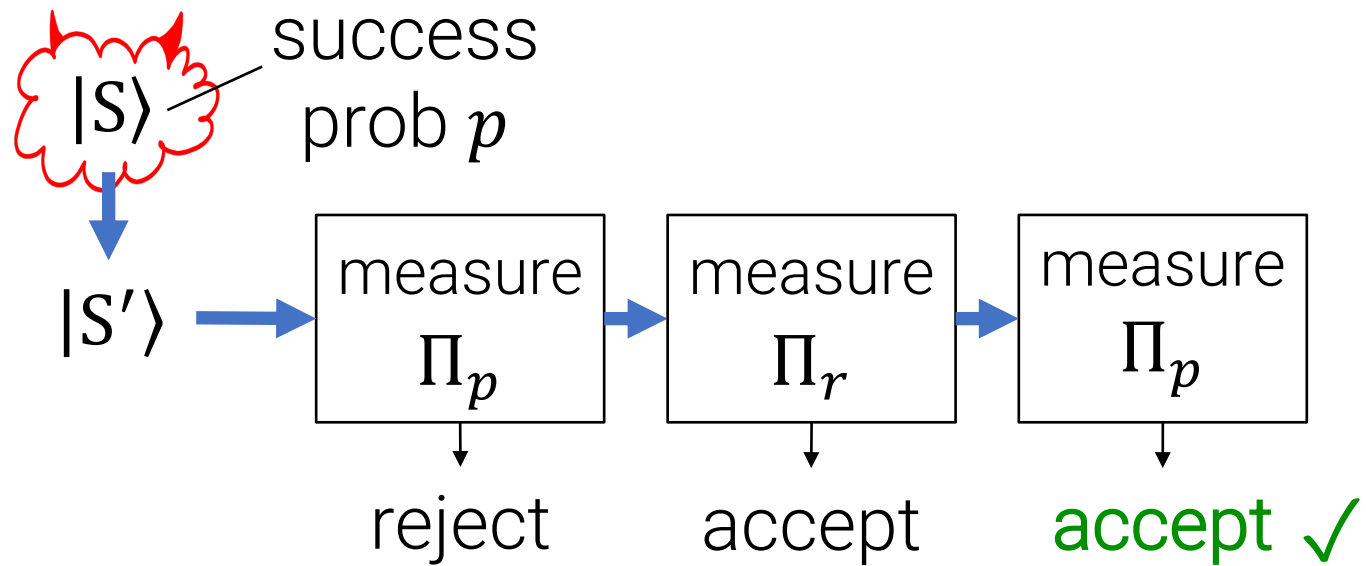 |S⟩
success
prob p
|S′⟩
measure
Π_p
measure
Π_r
measure
Π_p
reject
accept
accept ✓